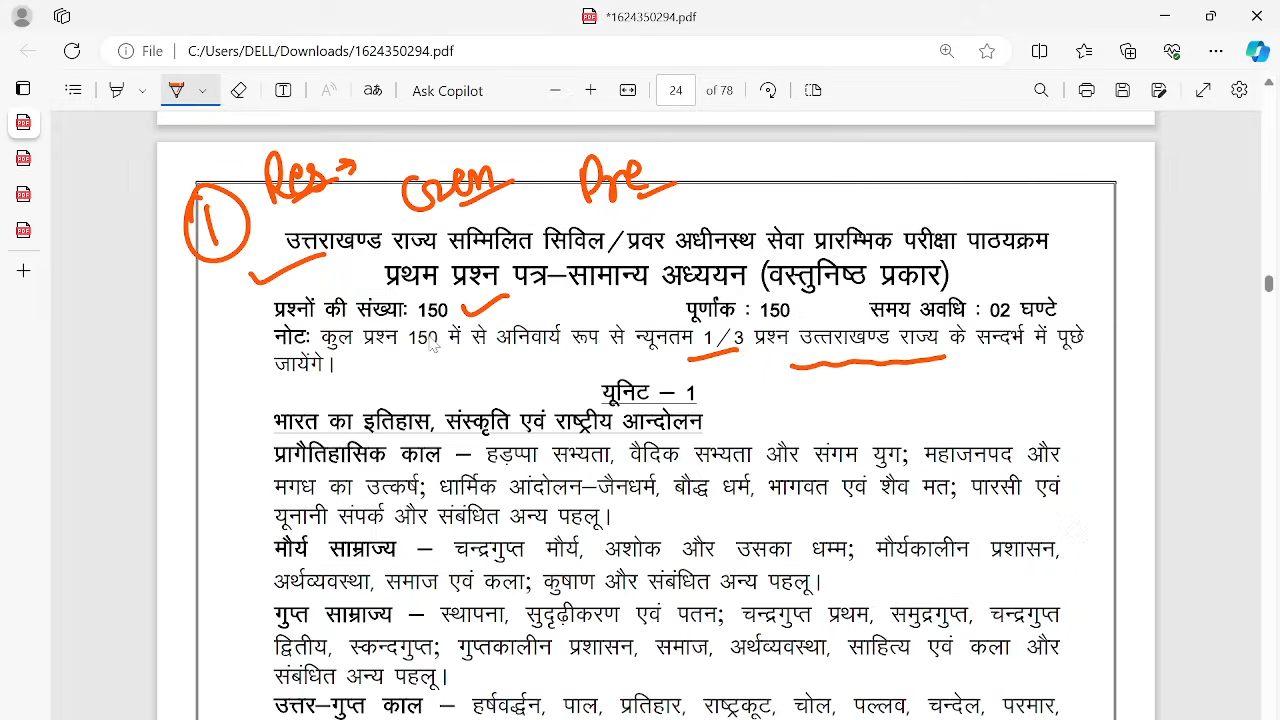 *1624350294.pdf
File C:/Users/DELL/Downloads/1624350294.pdf
Ask Copilot 24 of 78
Res → Gen Pre
1
उत्तराखण्ड राज्य सम्मिलित सिविल/प्रवर अधीनस्थ सेवा प्रारम्भिक परीक्षा पाठयक्रम
प्रथम प्रश्न पत्र–सामान्य अध्ययन (वस्तुनिष्ठ प्रकार)
प्रश्नों की संख्याः 150 पूर्णांक : 150 समय अवधि : 02 घण्टे
नोटः कुल प्रश्न 150 में से अनिवार्य रूप से न्यूनतम 1/3 प्रश्न उत्तराखण्ड राज्य के सन्दर्भ में पूछे
जायेंगे।
यूनिट – 1
भारत का इतिहास, संस्कृति एवं राष्ट्रीय आन्दोलन
प्रागैतिहासिक काल – हड़प्पा सभ्यता, वैदिक सभ्यता और संगम युग; महाजनपद और
मगध का उत्कर्ष; धार्मिक आंदोलन–जैनधर्म, बौद्ध धर्म, भागवत एवं शैव मत; पारसी एवं
यूनानी संपर्क और संबंधित अन्य पहलू।
मौर्य साम्राज्य – चन्द्रगुप्त मौर्य, अशोक और उसका धम्म; मौर्यकालीन प्रशासन,
अर्थव्यवस्था, समाज एवं कला; कुषाण और संबंधित अन्य पहलू।
गुप्त साम्राज्य – स्थापना, सुदृढ़ीकरण एवं पतन; चन्द्रगुप्त प्रथम, समुद्रगुप्त, चन्द्रगुप्त
द्वितीय, स्कन्दगुप्त; गुप्तकालीन प्रशासन, समाज, अर्थव्यवस्था, साहित्य एवं कला और
संबंधित अन्य पहलू।
उत्तर–गुप्त काल – हर्षवर्द्धन, पाल, प्रतिहार, राष्ट्रकूट, चोल, पल्लव, चन्देल, परमार,